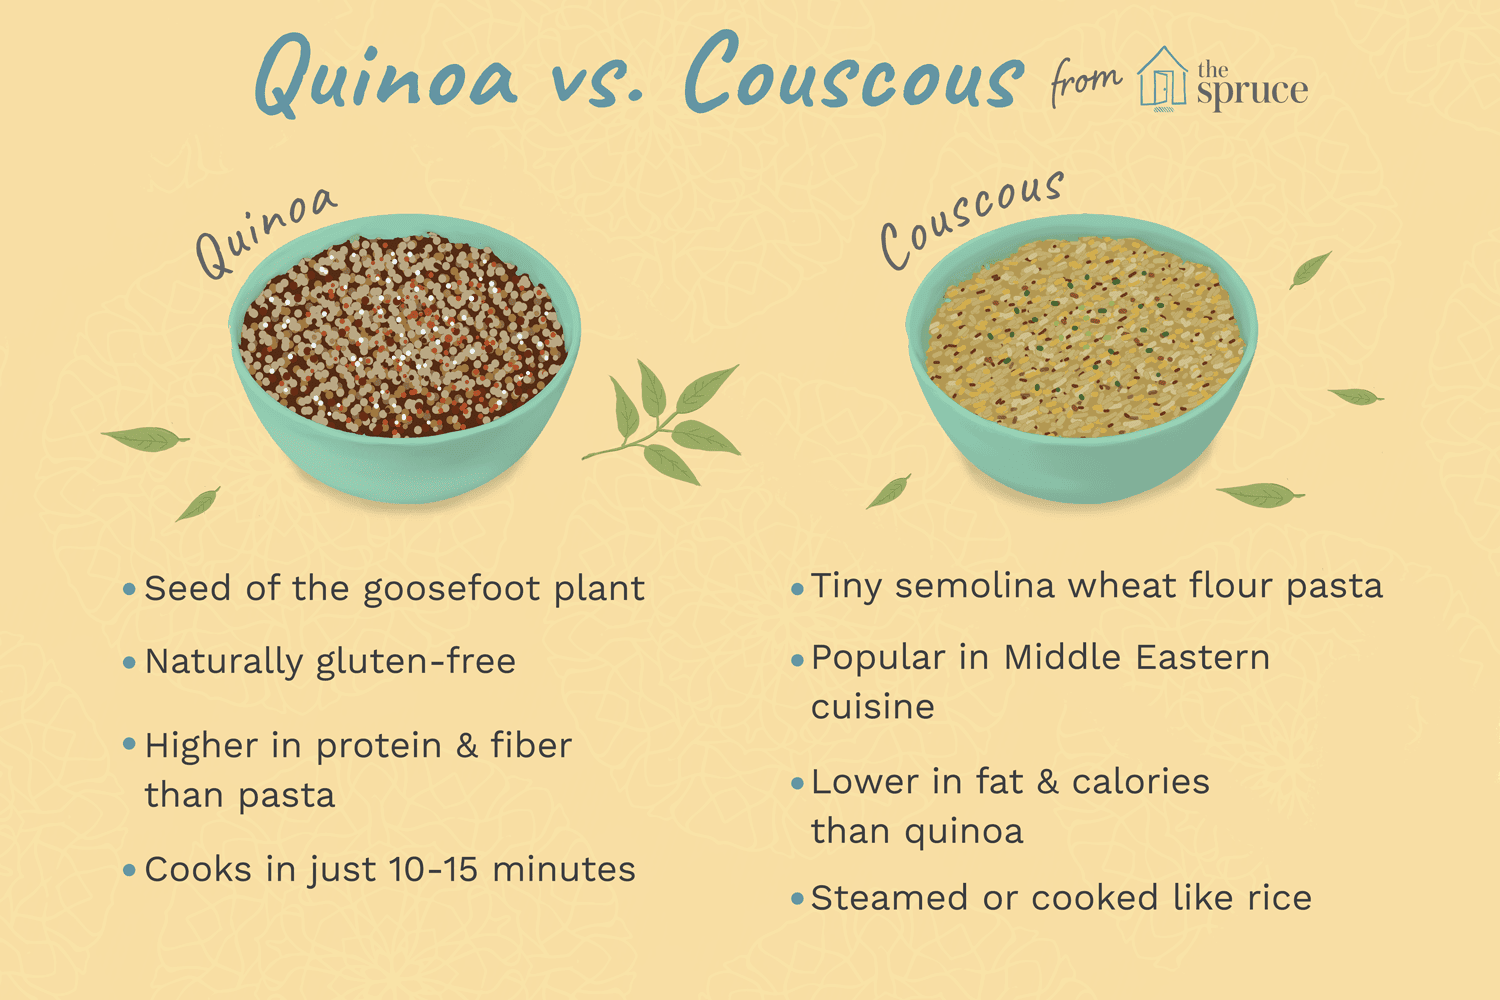 Quinoa vs. Couscous from the spruce
Quinoa
Couscous
• Seed of the goosefoot plant
• Naturally gluten-free
• Higher in protein & fiber
than pasta
• Cooks in just 10-15 minutes
• Tiny semolina wheat flour pasta
• Popular in Middle Eastern
cuisine
• Lower in fat & calories
than quinoa
• Steamed or cooked like rice